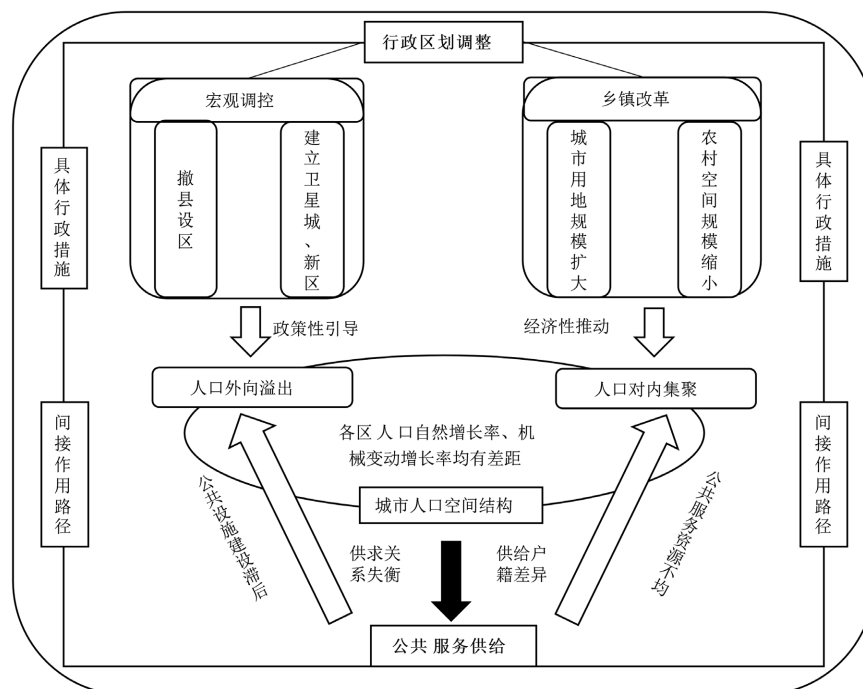 行政区划调整
宏观调控
乡镇改革
撤县设区
建立卫星城、新区
城市用地规模扩大
农村空间规模缩小
具体行政措施
具体行政措施
政策性引导
经济性推动
人口外向溢出
人口对内集聚
间接作用路径
间接作用路径
各区 人 口自然增长率、机
械变动增长率均有差距
城市人口空间结构
公共设施建设滞后
公共服务资源不均
供求关
系失衡
供给户
籍差异
公共 服务供给